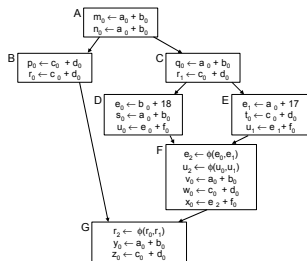 A
m₀ ← a₀ + b₀
n₀ ← a₀ + b₀
B
p₀ ← c₀ + d₀
r₀ ← c₀ + d₀
C
q₀ ← a₀ + b₀
r₁ ← c₀ + d₀
D
e₀ ← b₀ + 18
s₀ ← a₀ + b₀
u₀ ← e₀ + f₀
E
e₁ ← a₀ + 17
t₀ ← c₀ + d₀
u₁ ← e₁ + f₀
F
e₂ ← ϕ(e₀,e₁)
u₂ ← ϕ(u₀,u₁)
v₀ ← a₀ + b₀
w₀ ← c₀ + d₀
x₀ ← e₂ + f₀
G
r₂ ← ϕ(r₀,r₁)
y₀ ← a₀ + b₀
z₀ ← c₀ + d₀